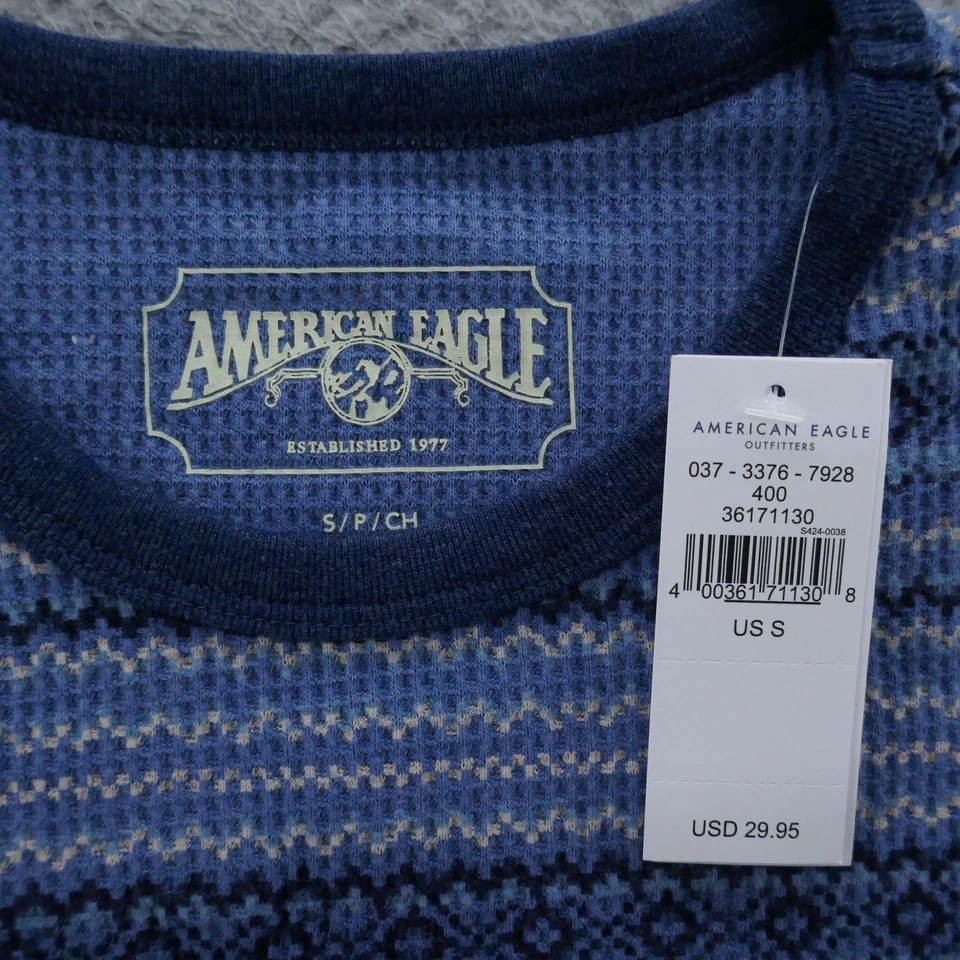 AMERICAN EAGLE
ESTABLISHED 1977
S/P/CH
AMERICAN EAGLE
OUTFITTERS
037 - 3376 - 7928
400
36171130
S424-0038
4 00361 71130 8
US S
USD 29.95